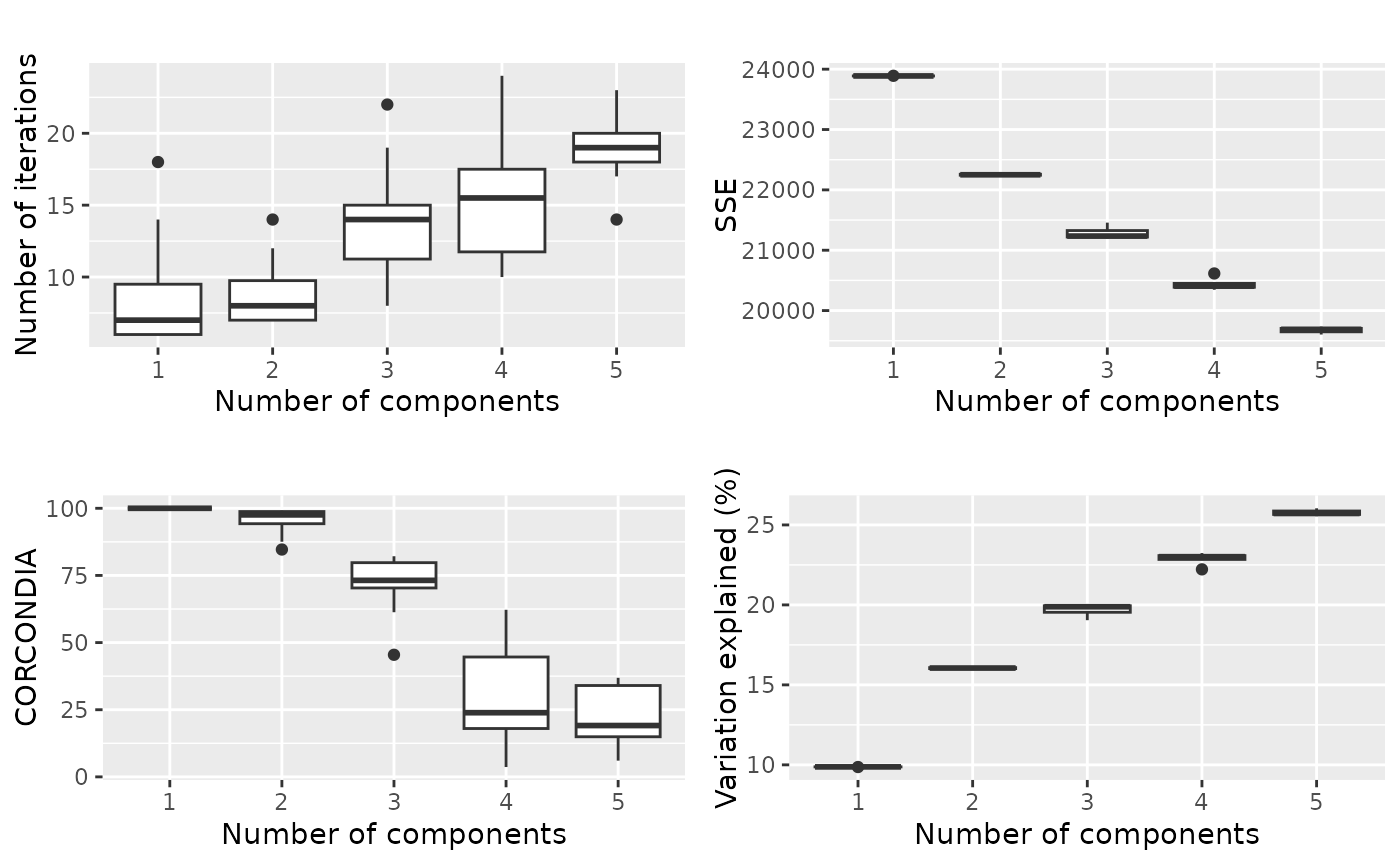 Number of iterations
20
15
10
1 2 3 4 5
Number of components
SSE
24000
23000
22000
21000
20000
1 2 3 4 5
Number of components
CORCONDIA
100
75
50
25
0
1 2 3 4 5
Number of components
Variation explained (%)
25
20
15
10
1 2 3 4 5
Number of components